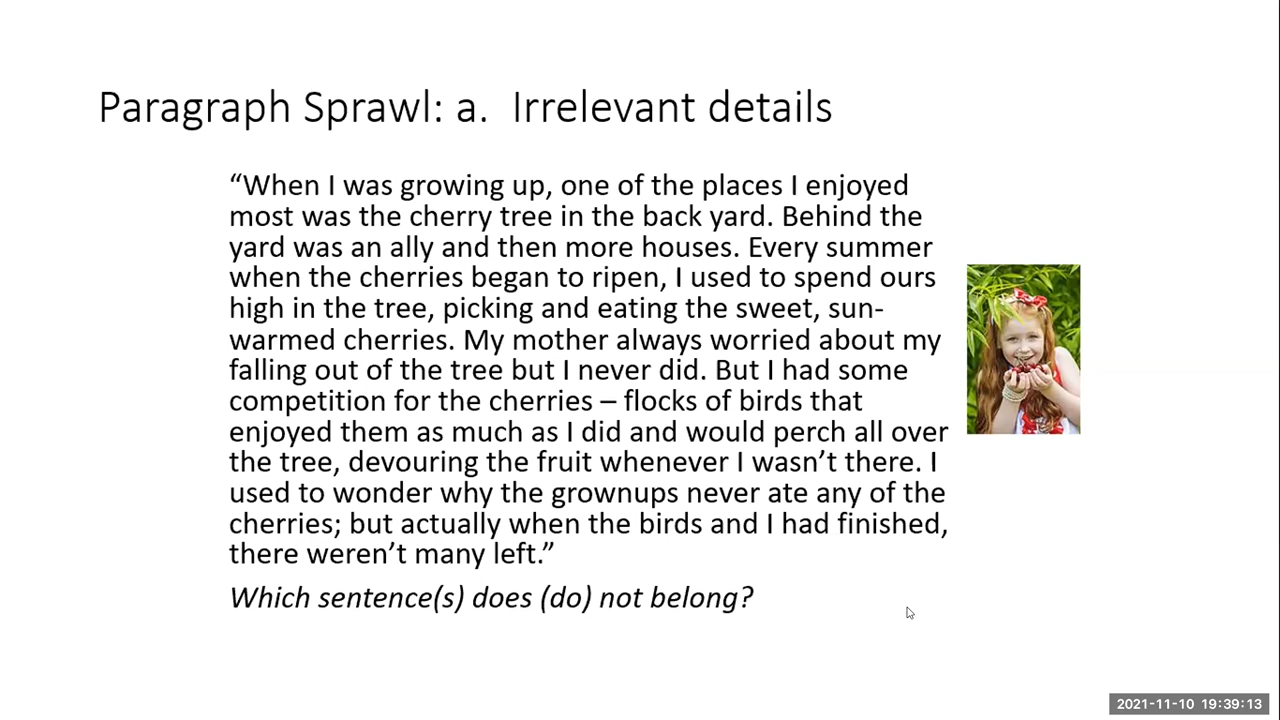 Paragraph Sprawl: a.  Irrelevant details
“When I was growing up, one of the places I enjoyed
most was the cherry tree in the back yard. Behind the
yard was an ally and then more houses. Every summer
when the cherries began to ripen, I used to spend ours
high in the tree, picking and eating the sweet, sun-
warmed cherries. My mother always worried about my
falling out of the tree but I never did. But I had some
competition for the cherries – flocks of birds that
enjoyed them as much as I did and would perch all over
the tree, devouring the fruit whenever I wasn’t there. I
used to wonder why the grownups never ate any of the
cherries; but actually when the birds and I had finished,
there weren’t many left.”
Which sentence(s) does (do) not belong?
2021-11-10 19:39:13